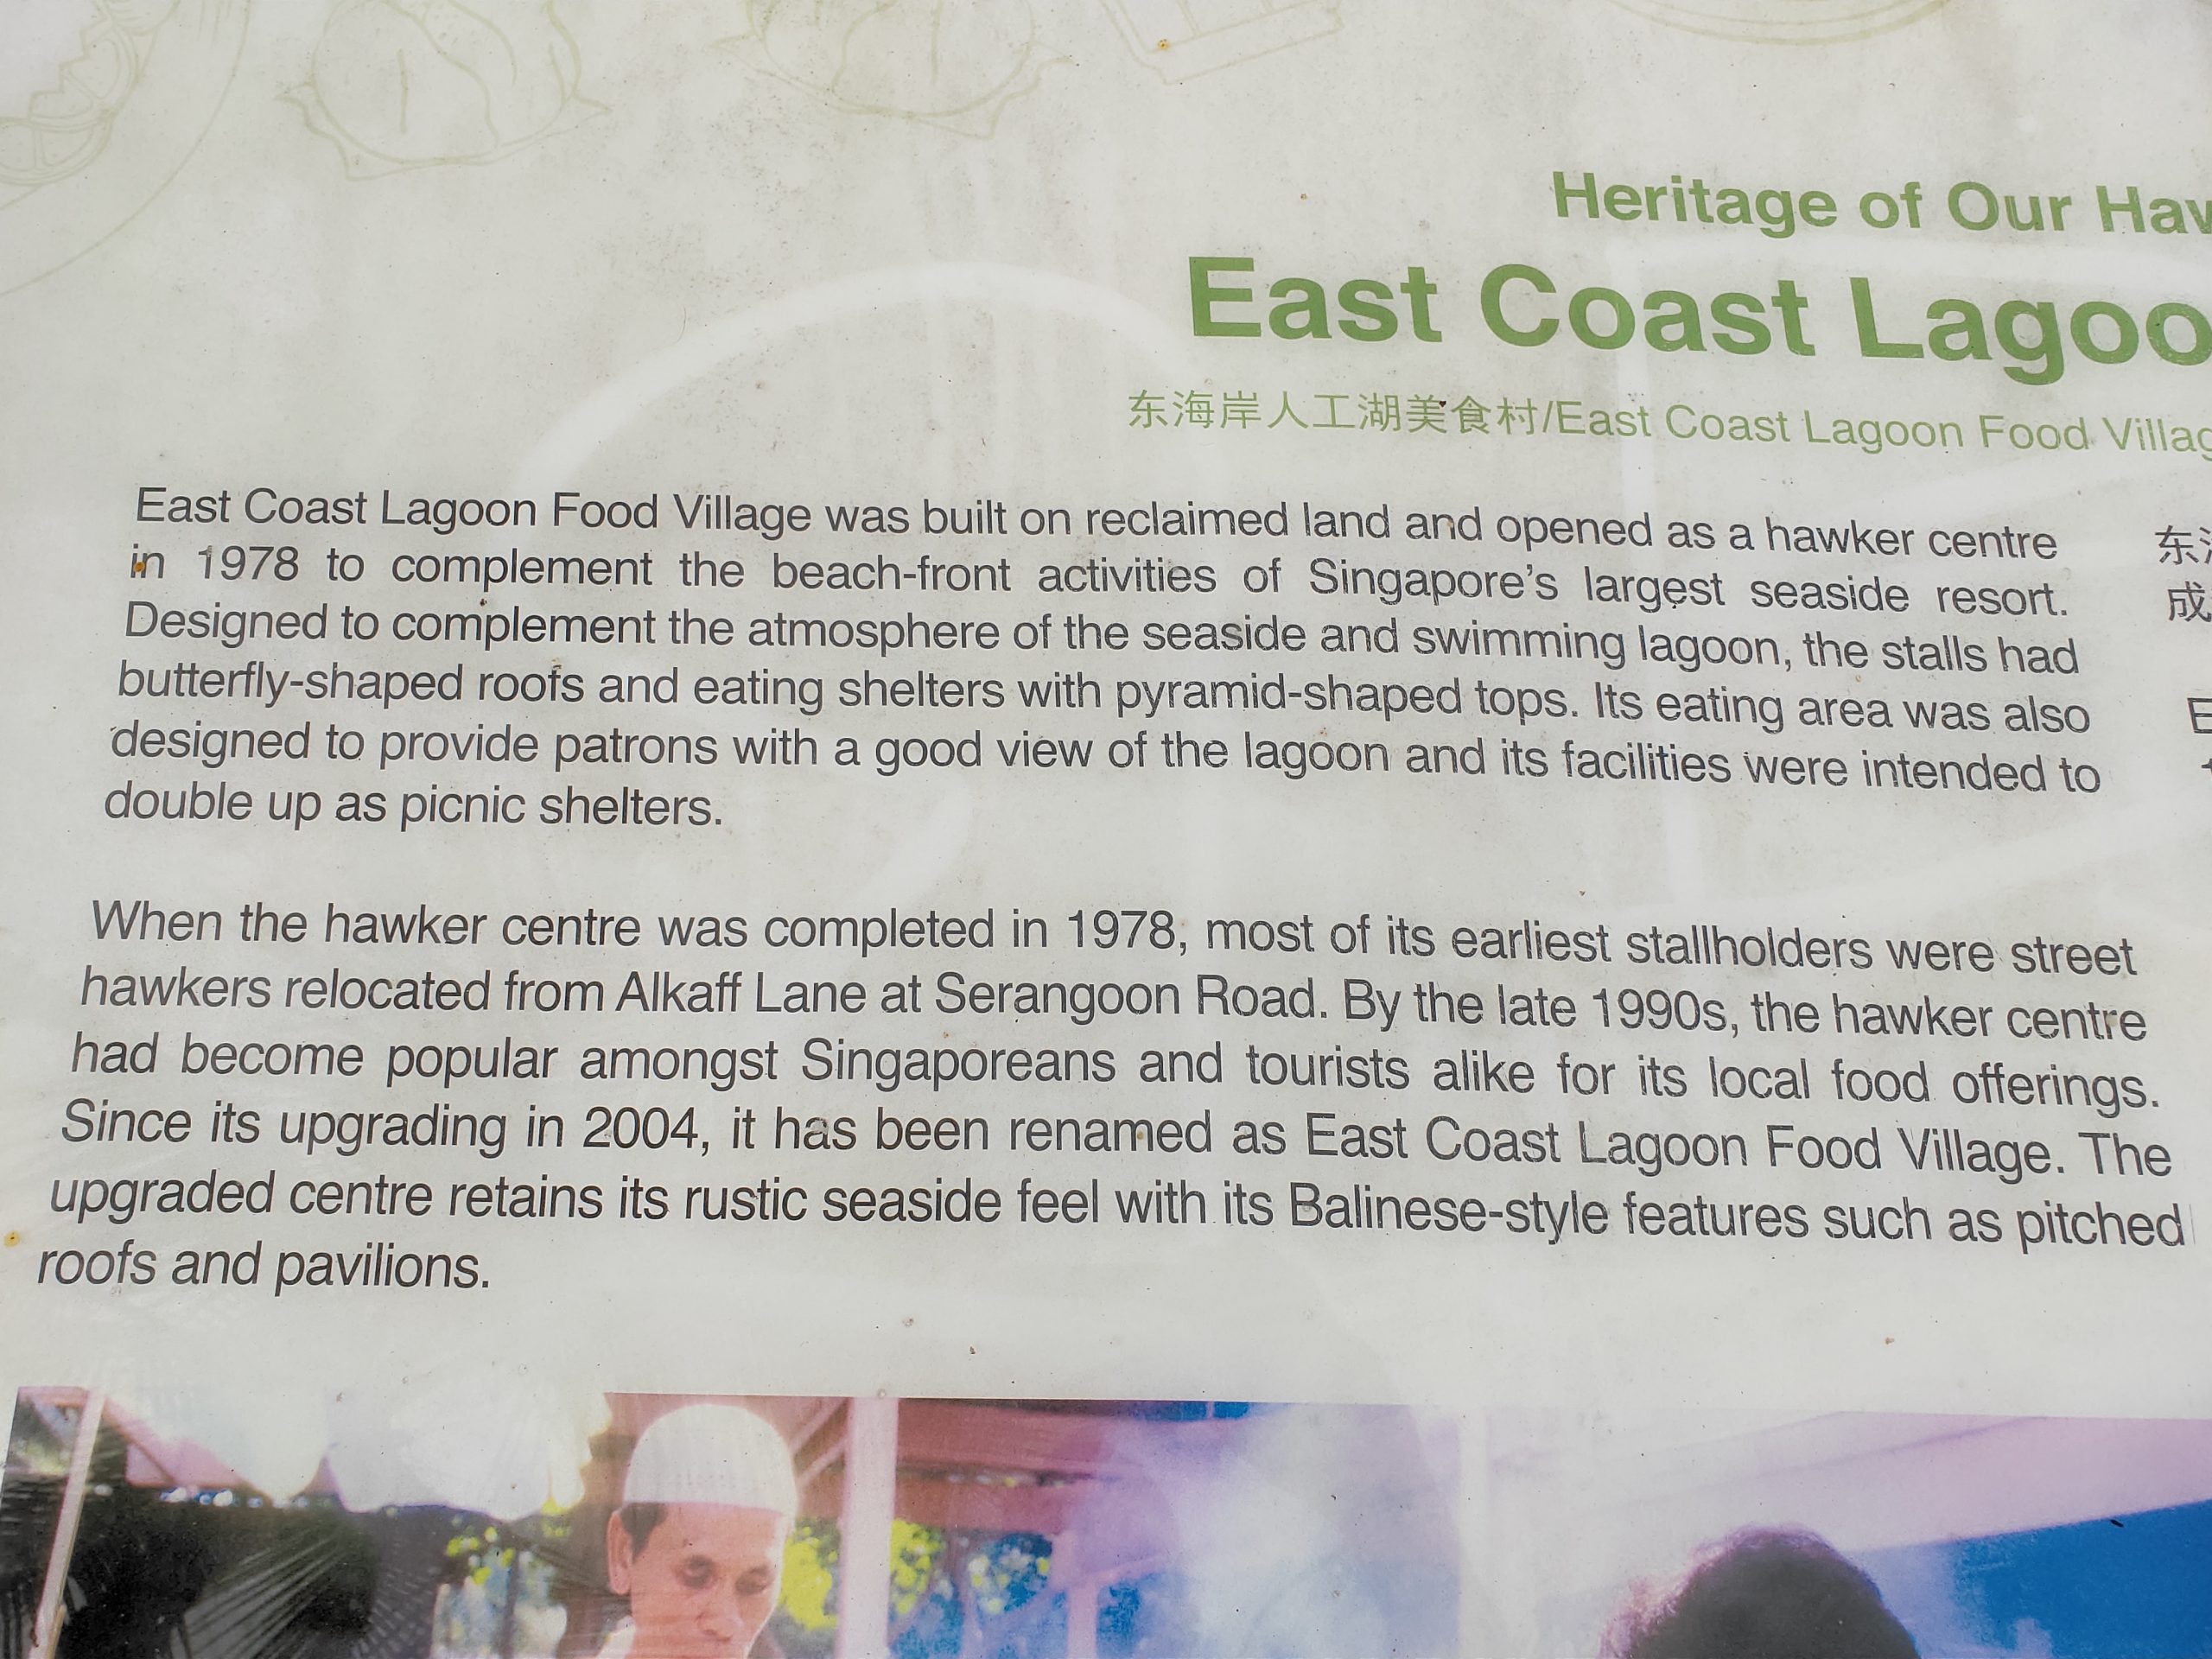 Heritage of Our
East Coast
东海岸人工湖美食村/East Coast Lagoon Food
East Coast Lagoon Food Village was built on reclaimed land and opened as a hawker centre
in 1978 to complement the beach-front activities of Singapore's largest seaside resort.
Designed to complement the atmosphere of the seaside and swimming lagoon, the stalls had
butterfly-shaped roofs and eating shelters with pyramid-shaped tops. Its eating area was also
designed to provide patrons with a good view of the lagoon and its facilities were intended to
double up as picnic shelters.
When the hawker centre was completed in 1978, most of its earliest stallholders were street
hawkers relocated from Alkaff Lane at Serangoon Road. By the late 1990s, the hawker centre
had become popular amongst Singaporeans and tourists alike for its local food offerings.
Since its upgrading in 2004, it has been renamed as East Coast Lagoon Food Village. The
upgraded centre retains its rustic seaside feel with its Balinese-style features such as pitched
roofs and pavilions.
东
成